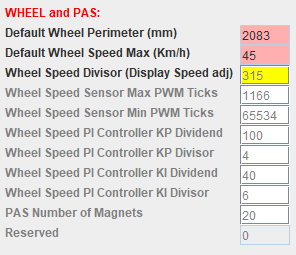 WHEEL and PAS:
Default Wheel Perimeter (mm) 2083
Default Wheel Speed Max (Km/h) 45
Wheel Speed Divisor (Display Speed adj) 315
Wheel Speed Sensor Max PWM Ticks 1166
Wheel Speed Sensor Min PWM Ticks 65534
Wheel Speed PI Controller KP Dividend 100
Wheel Speed PI Controller KP Divisor 4
Wheel Speed PI Controller KI Dividend 40
Wheel Speed PI Controller KI Divisor 6
PAS Number of Magnets 20
Reserved 0